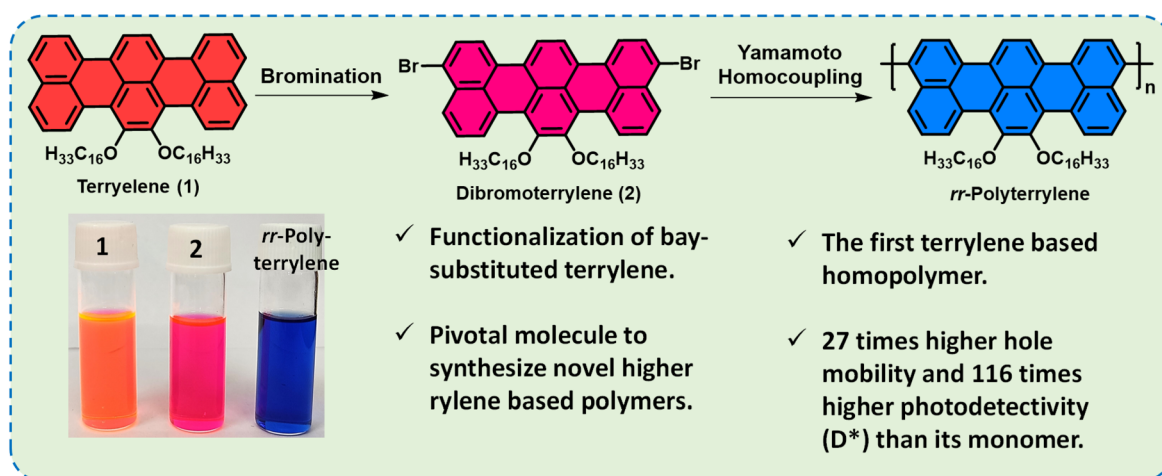 Bromination
Yamamoto
Homocoupling
Br
Br
n
H₃₃C₁₆O OC₁₆H₃₃
H₃₃C₁₆O OC₁₆H₃₃
H₃₃C₁₆O OC₁₆H₃₃
Terryelene (1)
Dibromoterrylene (2)
rr-Polyterrylene
1
2
rr-Poly-
terrylene
✓ Functionalization of bay-
substituted terrylene.
✓ Pivotal molecule to
synthesize novel higher
rylene based polymers.
✓ The first terrylene based
homopolymer.
✓ 27 times higher hole
mobility and 116 times
higher photodetectivity
(D*) than its monomer.